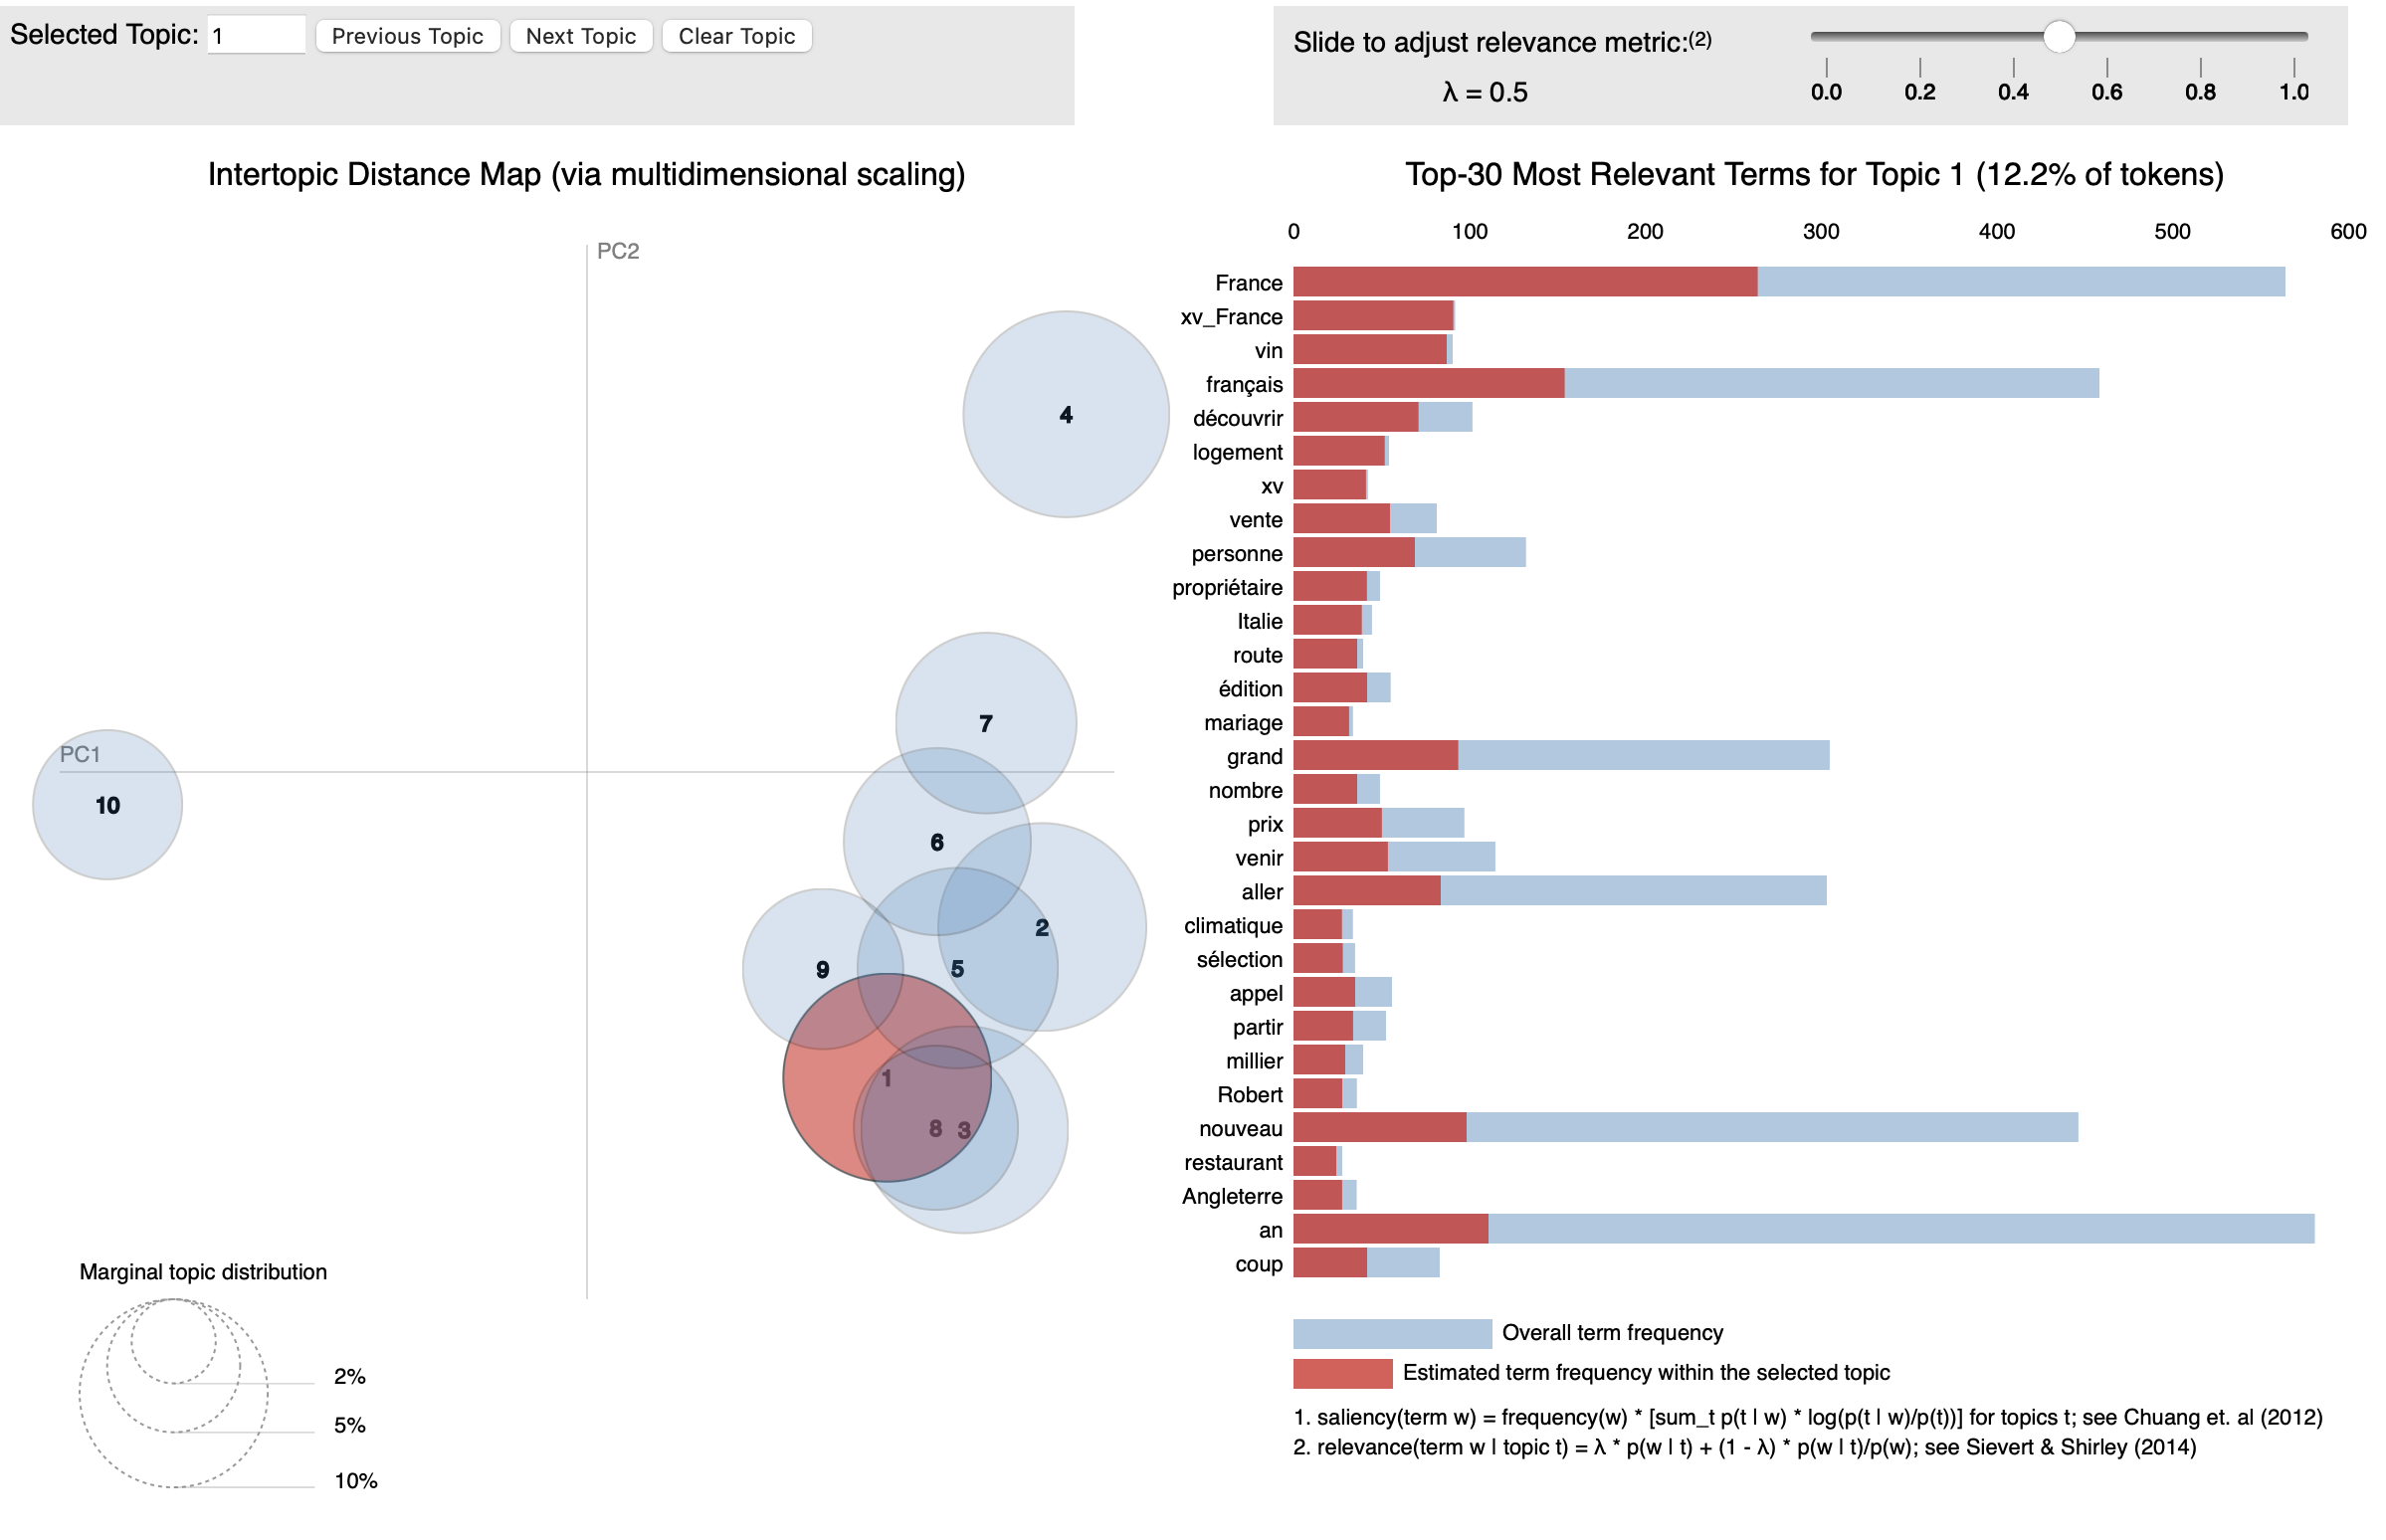 Selected Topic: 1 Previous Topic Next Topic Clear Topic
Slide to adjust relevance metric:(2)
λ = 0.5
0.0 0.2 0.4 0.6 0.8 1.0
Intertopic Distance Map (via multidimensional scaling)
PC2
4
7
PC1
10
6
2
9
5
1
8
3
Marginal topic distribution
2%
5%
10%
Top-30 Most Relevant Terms for Topic 1 (12.2% of tokens)
0 100 200 300 400 500 600
France
xv_France
vin
français
découvrir
logement
xv
vente
personne
propriétaire
Italie
route
édition
mariage
grand
nombre
prix
venir
aller
climatique
sélection
appel
partir
millier
Robert
nouveau
restaurant
Angleterre
an
coup
Overall term frequency
Estimated term frequency within the selected topic
1. saliency(term w) = frequency(w) * [sum_t p(t | w) * log(p(t | w)/p(t))] for topics t; see Chuang et. al (2012)
2. relevance(term w | topic t) = λ * p(w | t) + (1 - λ) * p(w | t)/p(w); see Sievert & Shirley (2014)